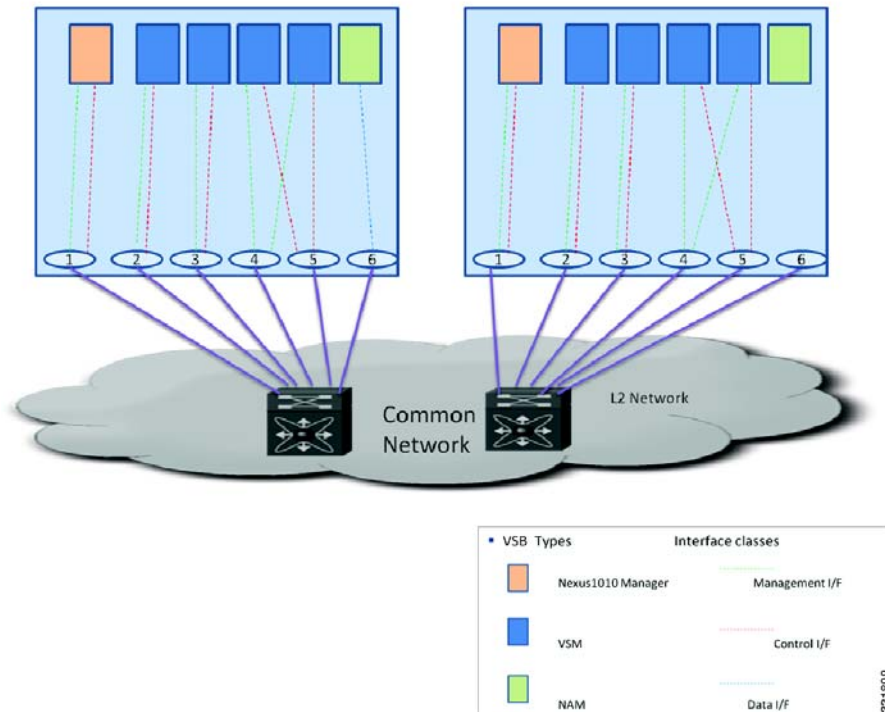 1 2 3 4 5 6
1 2 3 4 5 6
Common
Network
L2 Network
▪ VSB Types Interface classes
Nexus1010 Manager Management I/F
VSM Control I/F
NAM Data I/F